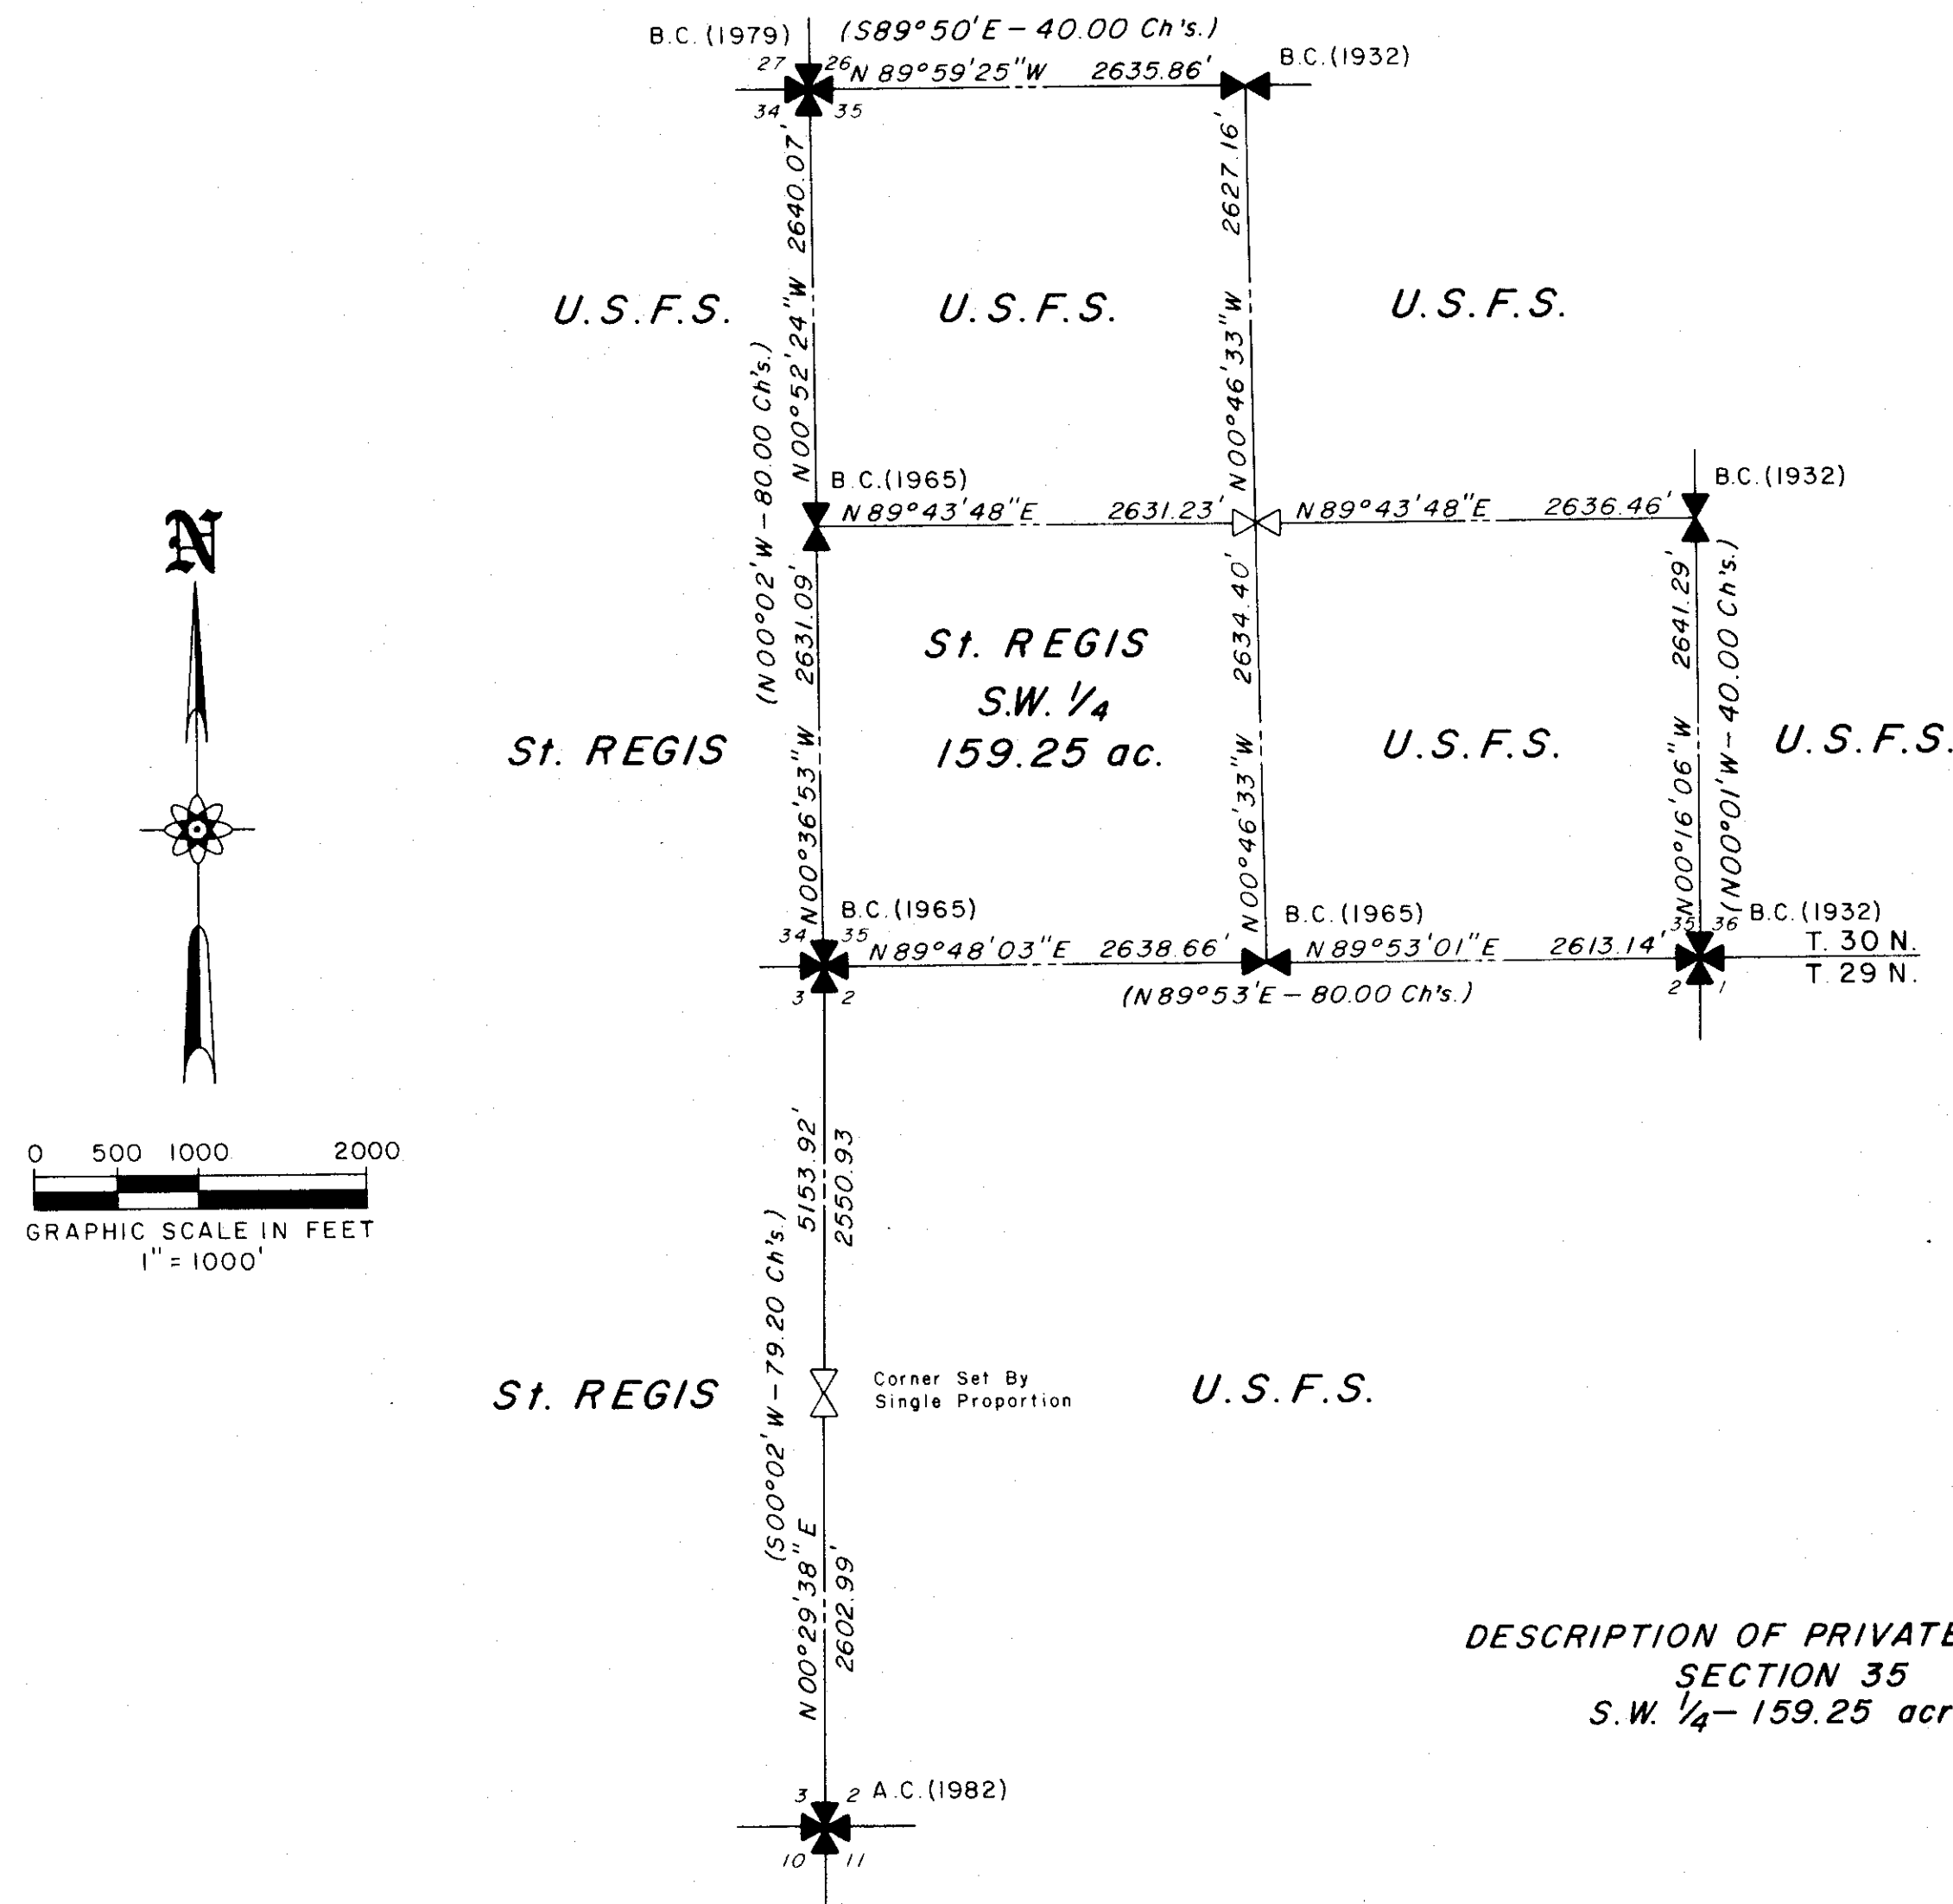 B.C. (1979)
(S89°50'E – 40.00 Ch's.)
27 26
N 89°59'25"W 2635.86'
B.C. (1932)
34 35
N00°52'24"W 2640.07'
(N00°02'W – 80.00 Ch's.)
N00°46'33"W 2627.16'
U.S.F.S.
U.S.F.S.
U.S.F.S.
N
B.C. (1965)
N 89°43'48"E 2631.23'
N 89°43'48"E 2636.46'
B.C. (1932)
N00°36'53"W 2631.09'
St. REGIS
S.W. 1/4
159.25 ac.
N00°46'33"W 2634.40'
N00°16'06"W 2641.29'
(N00°01'W – 40.00 Ch's.)
St. REGIS
U.S.F.S.
U.S.F.S.
B.C. (1965)
34 35
N 89°48'03"E 2638.66'
B.C. (1965)
N 89°53'01"E 2613.14'
35 36
B.C. (1932)
T. 30 N.
T. 29 N.
3 2
(N89°53'E – 80.00 Ch's.)
2 1
0 500 1000 2000
GRAPHIC SCALE IN FEET
1" = 1000'
(S00°02'W – 79.20 Ch's.)
N00°29'38"E 5153.92'
2550.93
2602.99'
St. REGIS
Corner Set By
Single Proportion
U.S.F.S.
DESCRIPTION OF PRIVATE
SECTION 35
S.W. 1/4 – 159.25 acr
3 2 A.C. (1982)
10 11